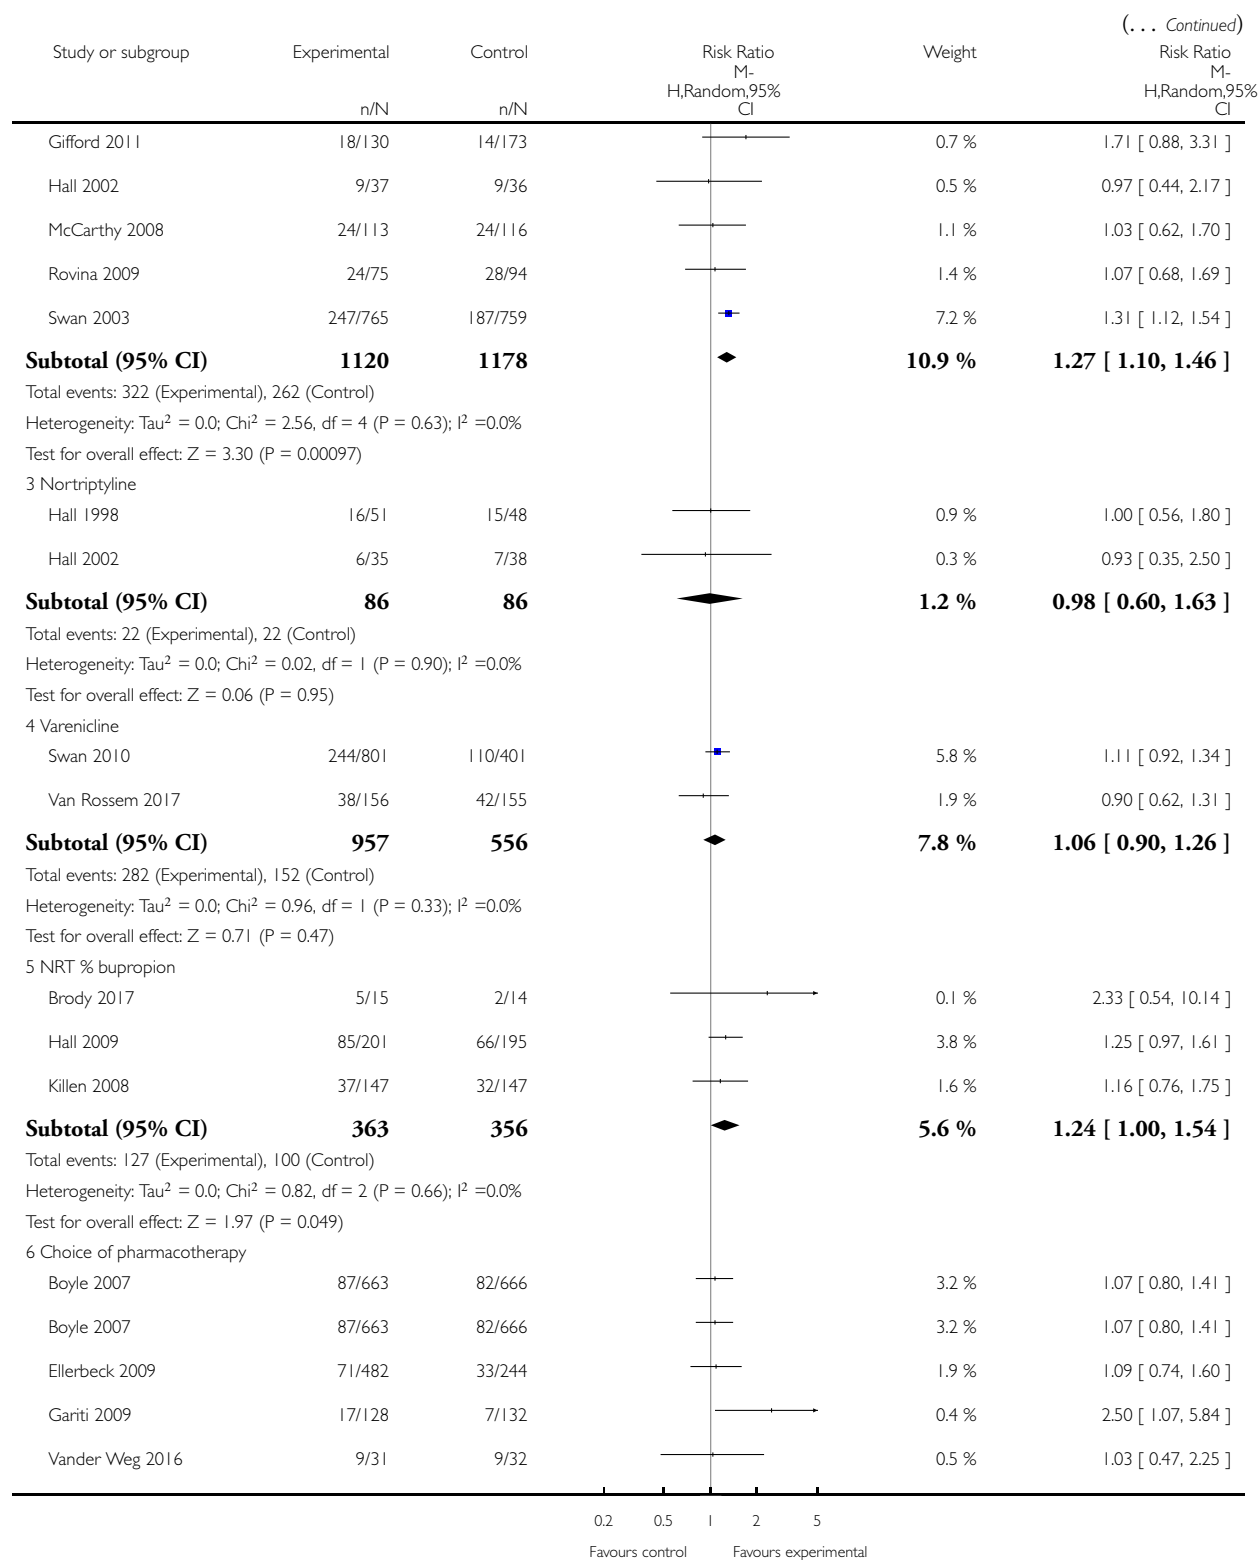 (. . . Continued)
Study or subgroup Experimental Control Risk Ratio Weight Risk Ratio
M- M-
H,Random,95% H,Random,95%
n/N n/N CI CI
Gifford 2011 18/130 14/173 0.7 % 1.71 [ 0.88, 3.31 ]
Hall 2002 9/37 9/36 0.5 % 0.97 [ 0.44, 2.17 ]
McCarthy 2008 24/113 24/116 1.1 % 1.03 [ 0.62, 1.70 ]
Rovina 2009 24/75 28/94 1.4 % 1.07 [ 0.68, 1.69 ]
Swan 2003 247/765 187/759 7.2 % 1.31 [ 1.12, 1.54 ]
Subtotal (95% CI) 1120 1178 10.9 % 1.27 [ 1.10, 1.46 ]
Total events: 322 (Experimental), 262 (Control)
Heterogeneity: Tau² = 0.0; Chi² = 2.56, df = 4 (P = 0.63); I² =0.0%
Test for overall effect: Z = 3.30 (P = 0.00097)
3 Nortriptyline
Hall 1998 16/51 15/48 0.9 % 1.00 [ 0.56, 1.80 ]
Hall 2002 6/35 7/38 0.3 % 0.93 [ 0.35, 2.50 ]
Subtotal (95% CI) 86 86 1.2 % 0.98 [ 0.60, 1.63 ]
Total events: 22 (Experimental), 22 (Control)
Heterogeneity: Tau² = 0.0; Chi² = 0.02, df = 1 (P = 0.90); I² =0.0%
Test for overall effect: Z = 0.06 (P = 0.95)
4 Varenicline
Swan 2010 244/801 110/401 5.8 % 1.11 [ 0.92, 1.34 ]
Van Rossem 2017 38/156 42/155 1.9 % 0.90 [ 0.62, 1.31 ]
Subtotal (95% CI) 957 556 7.8 % 1.06 [ 0.90, 1.26 ]
Total events: 282 (Experimental), 152 (Control)
Heterogeneity: Tau² = 0.0; Chi² = 0.96, df = 1 (P = 0.33); I² =0.0%
Test for overall effect: Z = 0.71 (P = 0.47)
5 NRT % bupropion
Brody 2017 5/15 2/14 0.1 % 2.33 [ 0.54, 10.14 ]
Hall 2009 85/201 66/195 3.8 % 1.25 [ 0.97, 1.61 ]
Killen 2008 37/147 32/147 1.6 % 1.16 [ 0.76, 1.75 ]
Subtotal (95% CI) 363 356 5.6 % 1.24 [ 1.00, 1.54 ]
Total events: 127 (Experimental), 100 (Control)
Heterogeneity: Tau² = 0.0; Chi² = 0.82, df = 2 (P = 0.66); I² =0.0%
Test for overall effect: Z = 1.97 (P = 0.049)
6 Choice of pharmacotherapy
Boyle 2007 87/663 82/666 3.2 % 1.07 [ 0.80, 1.41 ]
Boyle 2007 87/663 82/666 3.2 % 1.07 [ 0.80, 1.41 ]
Ellerbeck 2009 71/482 33/244 1.9 % 1.09 [ 0.74, 1.60 ]
Gariti 2009 17/128 7/132 0.4 % 2.50 [ 1.07, 5.84 ]
Vander Weg 2016 9/31 9/32 0.5 % 1.03 [ 0.47, 2.25 ]
0.2 0.5 1 2 5
Favours control Favours experimental